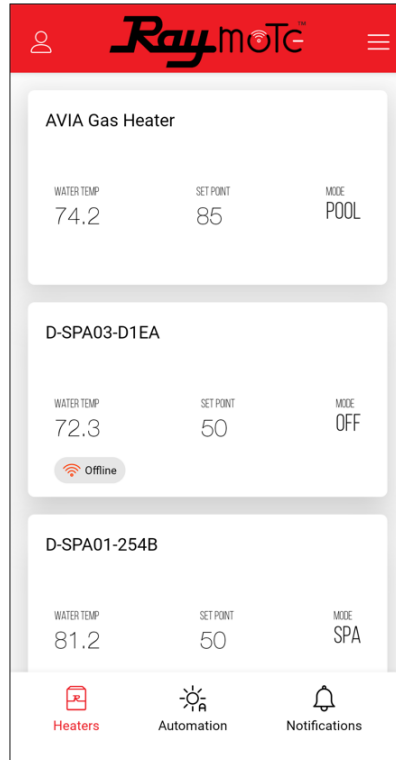 Raymote™
AVIA Gas Heater
WATER TEMP SET POINT MODE
74.2 85 POOL
D-SPA03-D1EA
WATER TEMP SET POINT MODE
72.3 50 OFF
Offline
D-SPA01-254B
WATER TEMP SET POINT MODE
81.2 50 SPA
Heaters Automation Notifications